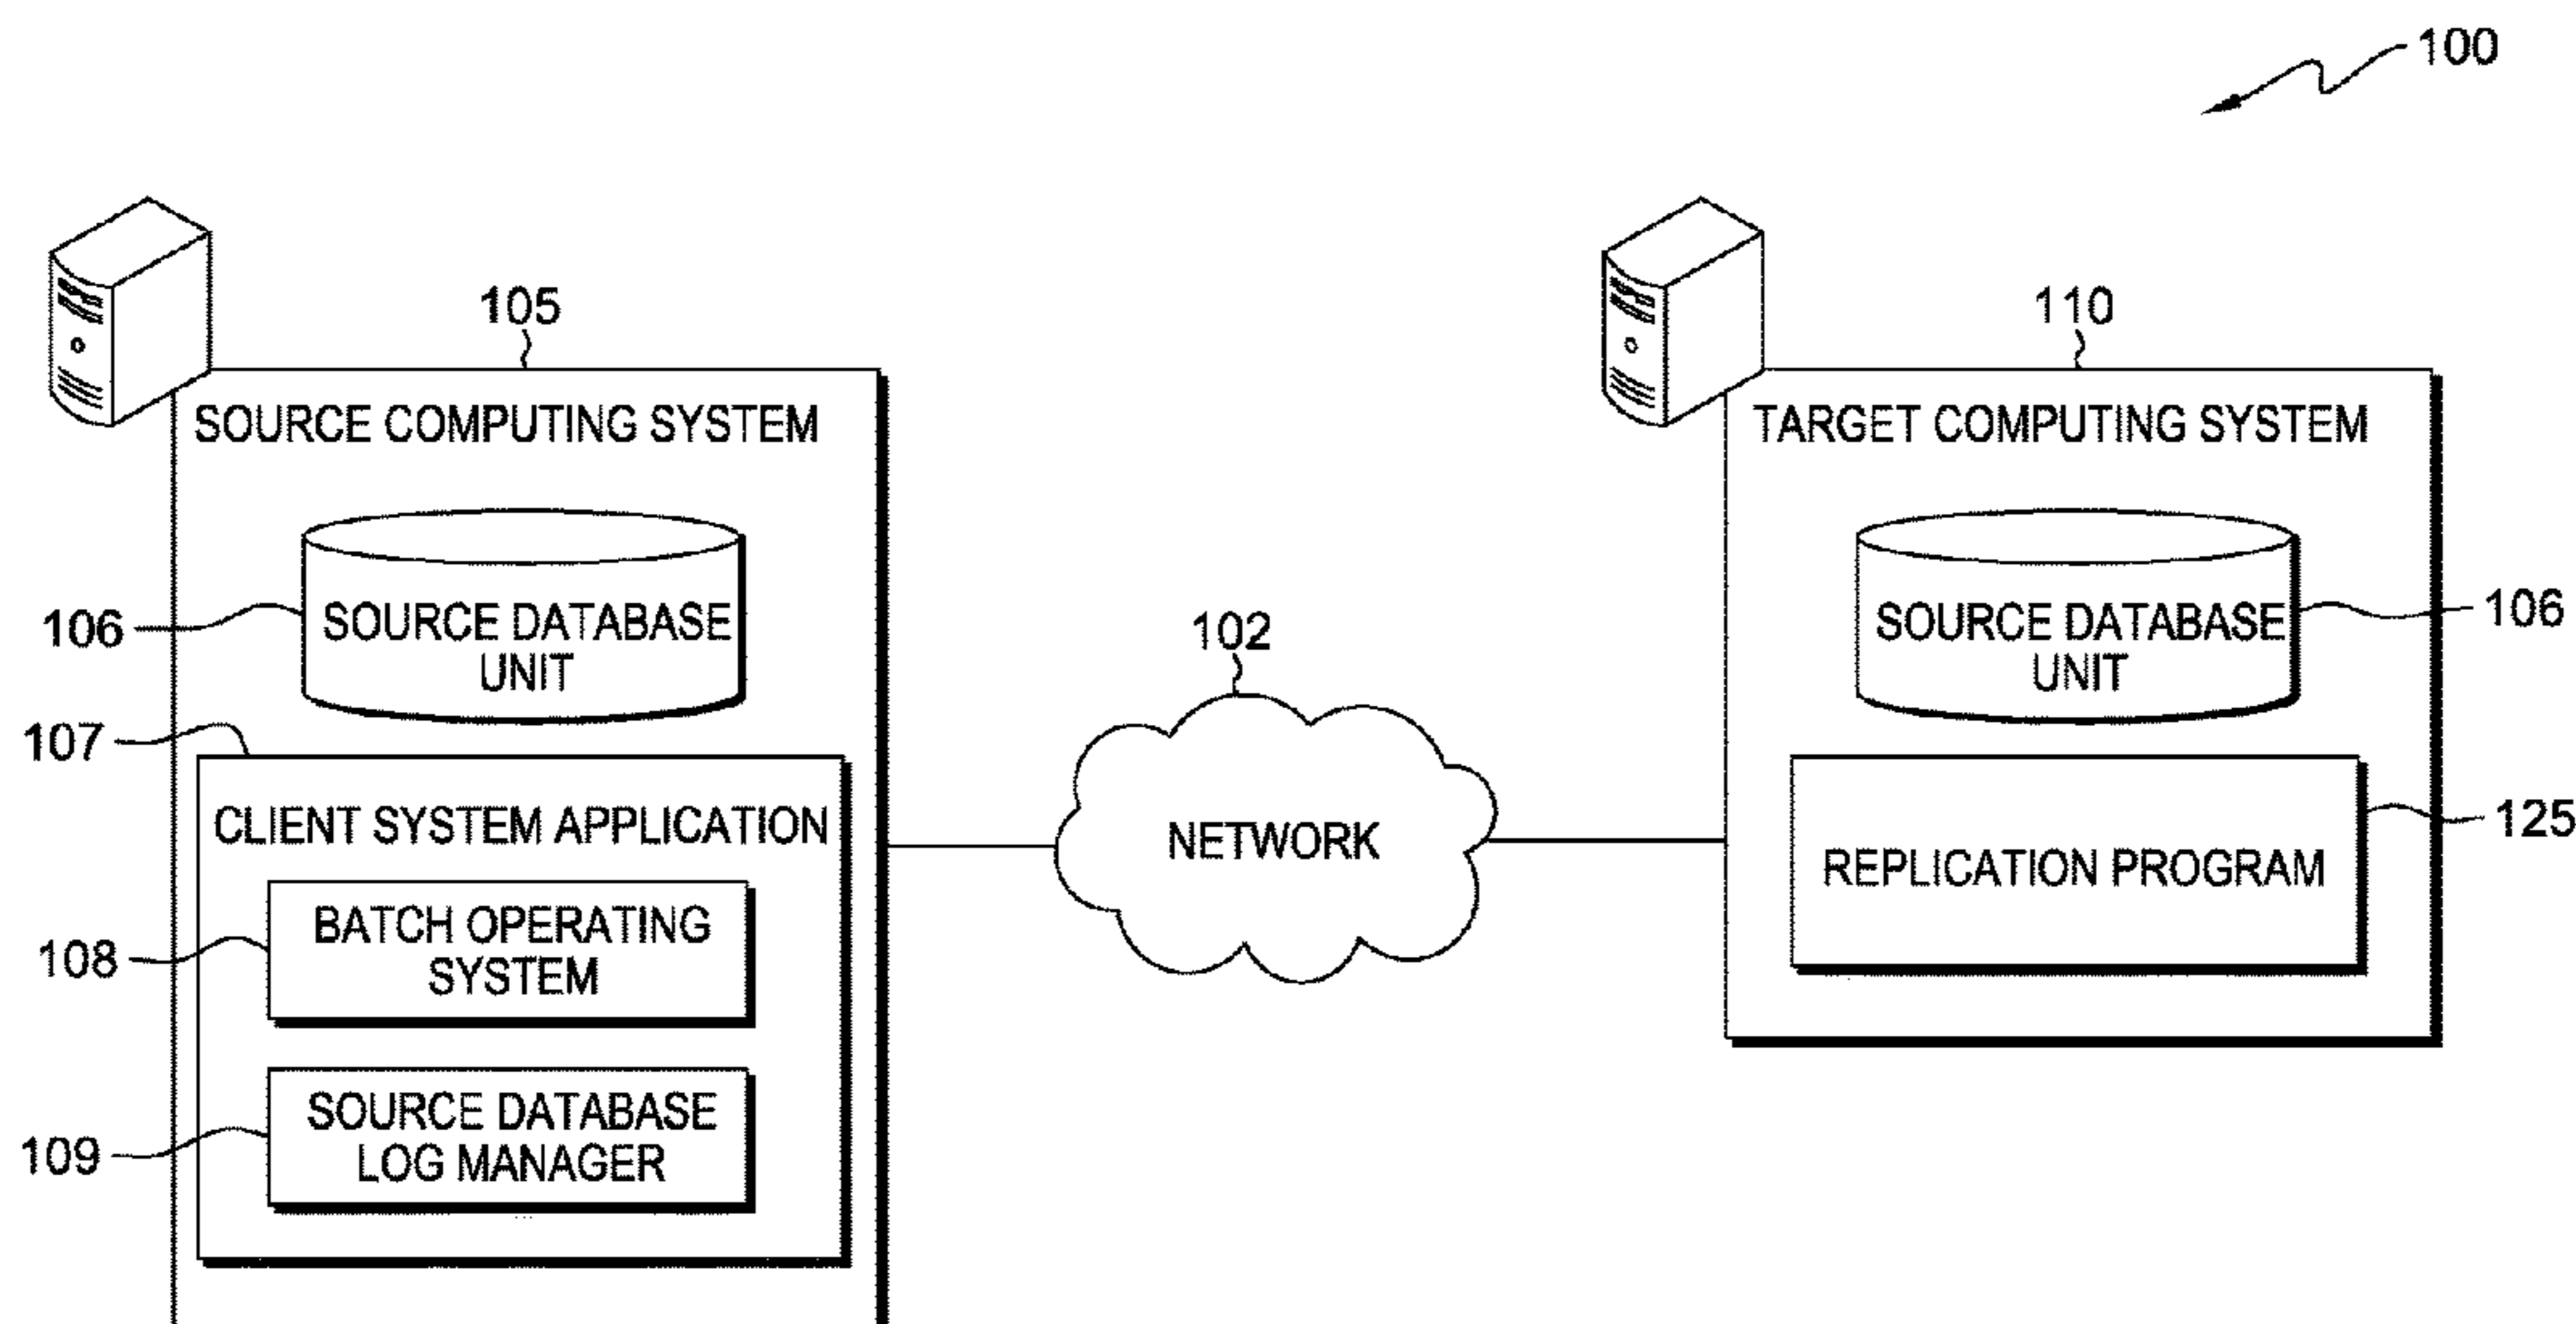 100
105
110
SOURCE COMPUTING SYSTEM
TARGET COMPUTING SYSTEM
106
SOURCE DATABASE
UNIT
102
SOURCE DATABASE
UNIT
106
107
CLIENT SYSTEM APPLICATION
NETWORK
REPLICATION PROGRAM
125
108
BATCH OPERATING
SYSTEM
109
SOURCE DATABASE
LOG MANAGER